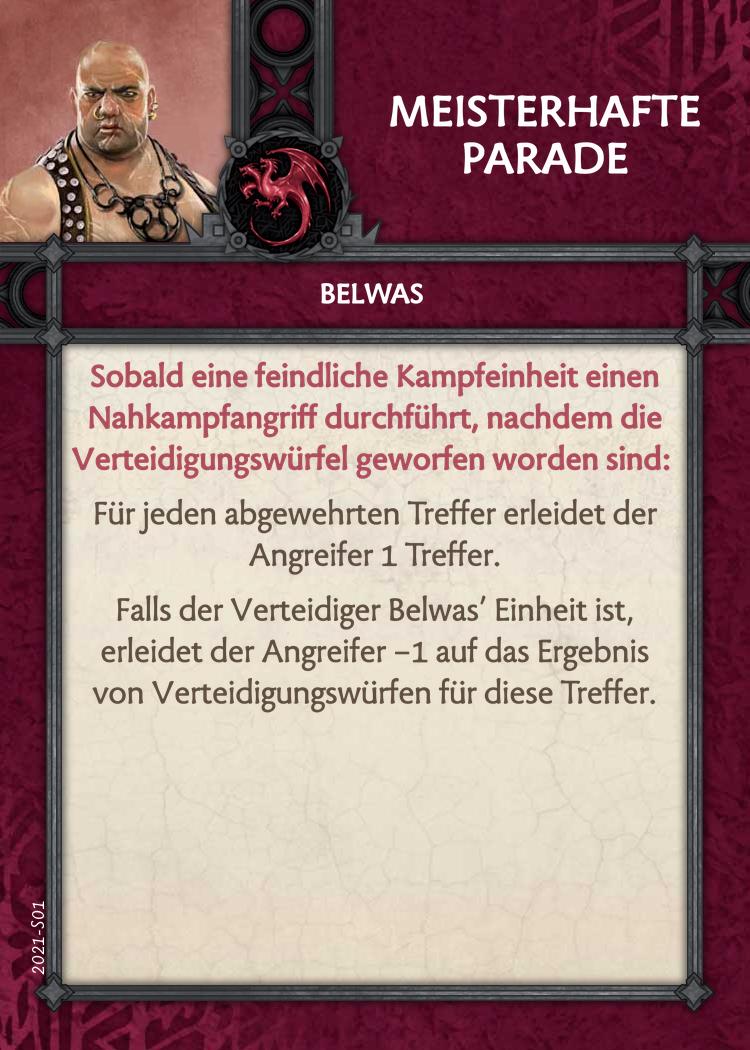 MEISTERHAFTE
PARADE
BELWAS
Sobald eine feindliche Kampfeinheit einen
Nahkampfangriff durchführt, nachdem die
Verteidigungswürfel geworfen worden sind:
Für jeden abgewehrten Treffer erleidet der
Angreifer 1 Treffer.
Falls der Verteidiger Belwas’ Einheit ist,
erleidet der Angreifer –1 auf das Ergebnis
von Verteidigungswürfen für diese Treffer.
2021-S01